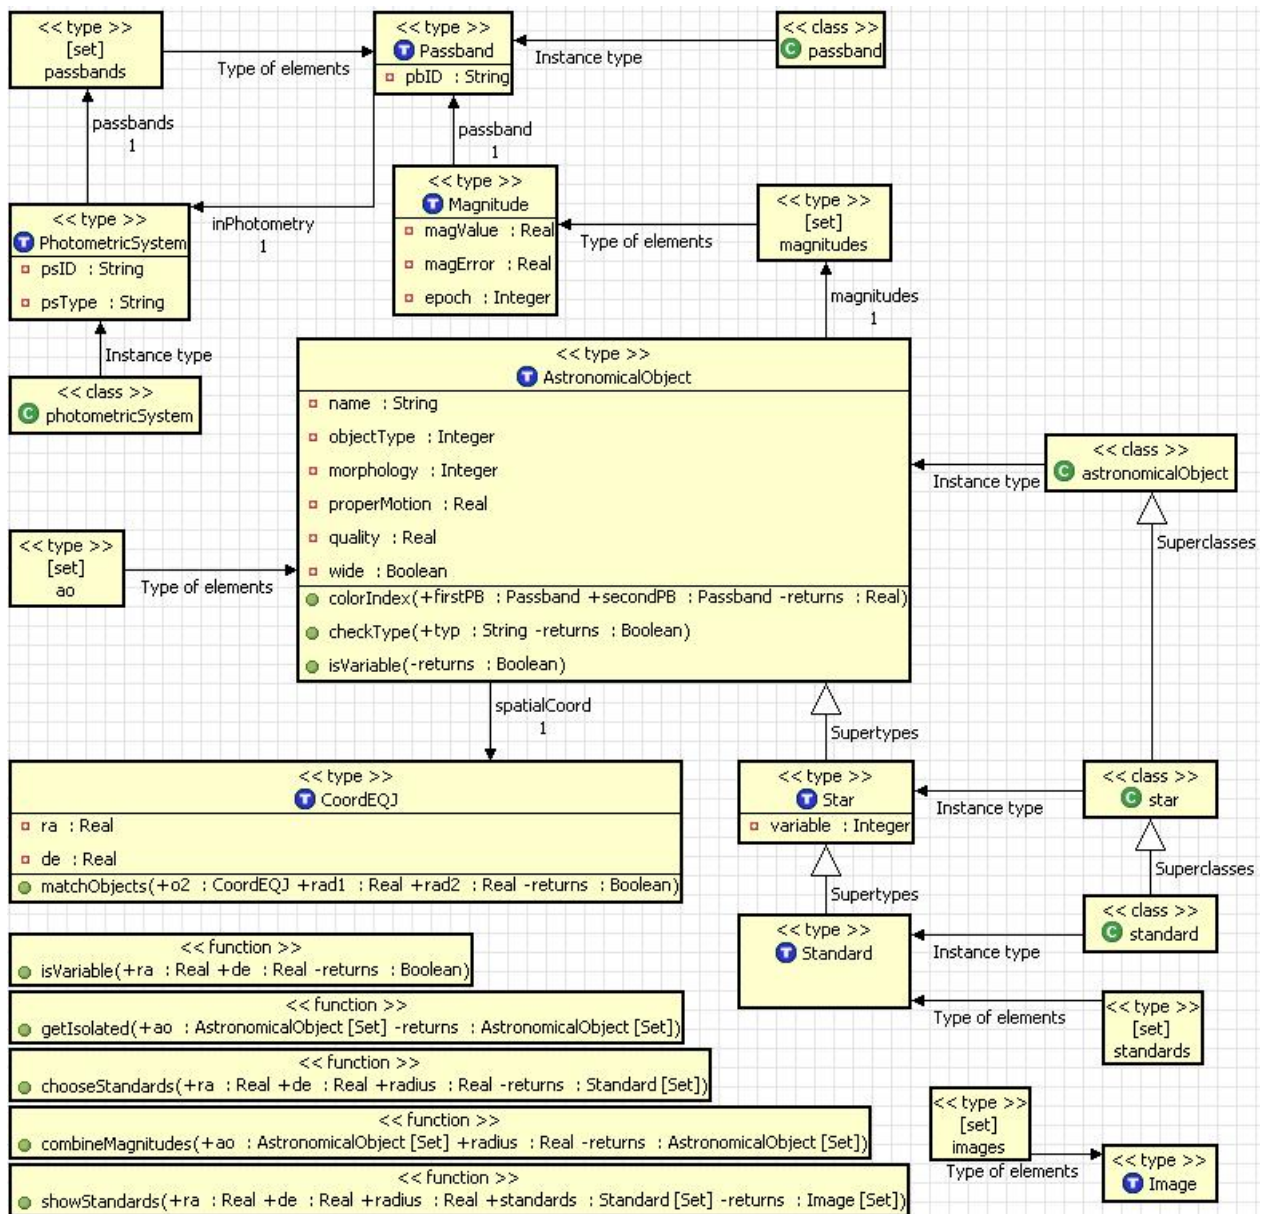 << type >>
[set]
passbands
Type of elements
<< type >>
T Passband
pbID : String
Instance type
<< class >>
C passband
passbands
1
passband
1
inPhotometry
1
<< type >>
T PhotometricSystem
psID : String
psType : String
<< type >>
T Magnitude
magValue : Real
magError : Real
epoch : Integer
Type of elements
<< type >>
[set]
magnitudes
magnitudes
1
Instance type
<< class >>
C photometricSystem
<< type >>
T AstronomicalObject
name : String
objectType : Integer
morphology : Integer
properMotion : Real
quality : Real
wide : Boolean
colorIndex(+firstPB : Passband +secondPB : Passband -returns : Real)
checkType(+typ : String -returns : Boolean)
isVariable(-returns : Boolean)
Instance type
<< class >>
C astronomicalObject
Superclasses
<< type >>
[set]
ao
Type of elements
spatialCoord
1
Supertypes
<< type >>
T CoordEQJ
ra : Real
de : Real
matchObjects(+o2 : CoordEQJ +rad1 : Real +rad2 : Real -returns : Boolean)
<< type >>
T Star
variable : Integer
Instance type
<< class >>
C star
Supertypes
Superclasses
<< type >>
T Standard
Instance type
<< class >>
C standard
Type of elements
<< type >>
[set]
standards
<< function >>
isVariable(+ra : Real +de : Real -returns : Boolean)
<< function >>
getIsolated(+ao : AstronomicalObject [Set] -returns : AstronomicalObject [Set])
<< function >>
chooseStandards(+ra : Real +de : Real +radius : Real -returns : Standard [Set])
<< function >>
combineMagnitudes(+ao : AstronomicalObject [Set] +radius : Real -returns : AstronomicalObject [Set])
<< function >>
showStandards(+ra : Real +de : Real +radius : Real +standards : Standard [Set] -returns : Image [Set])
<< type >>
[set]
images
Type of elements
<< type >>
T Image